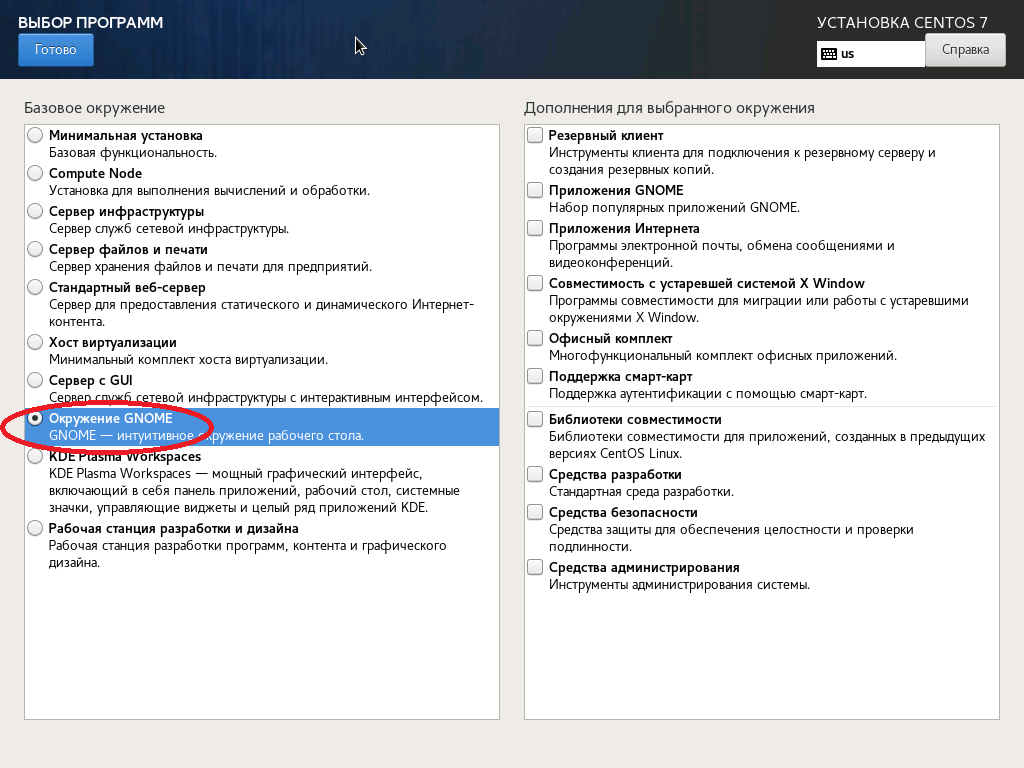 ВЫБОР ПРОГРАММ
УСТАНОВКА CENTOS 7
Готово
us
Справка
Базовое окружение
Минимальная установка
Базовая функциональность.
Compute Node
Установка для выполнения вычислений и обработки.
Сервер инфраструктуры
Сервер служб сетевой инфраструктуры.
Сервер файлов и печати
Сервер хранения файлов и печати для предприятий.
Стандартный веб-сервер
Сервер для предоставления статического и динамического Интернет-
контента.
Хост виртуализации
Минимальный комплект хоста виртуализации.
Сервер с GUI
Сервер служб сетевой инфраструктуры с интерактивным интерфейсом.
Окружение GNOME
GNOME — интуитивное окружение рабочего стола.
KDE Plasma Workspaces
KDE Plasma Workspaces — мощный графический интерфейс,
включающий в себя панель приложений, рабочий стол, системные
значки, управляющие виджеты и целый ряд приложений KDE.
Рабочая станция разработки и дизайна
Рабочая станция разработки программ, контента и графического
дизайна.
Дополнения для выбранного окружения
Резервный клиент
Инструменты клиента для подключения к резервному серверу и
создания резервных копий.
Приложения GNOME
Набор популярных приложений GNOME.
Приложения Интернета
Программы электронной почты, обмена сообщениями и
видеоконференций.
Совместимость с устаревшей системой X Window
Программы совместимости для миграции или работы с устаревшими
окружениями X Window.
Офисный комплект
Многофункциональный комплект офисных приложений.
Поддержка смарт-карт
Поддержка аутентификации с помощью смарт-карт.
Библиотеки совместимости
Библиотеки совместимости для приложений, созданных в предыдущих
версиях CentOS Linux.
Средства разработки
Стандартная среда разработки.
Средства безопасности
Средства защиты для обеспечения целостности и проверки
подлинности.
Средства администрирования
Инструменты администрирования системы.